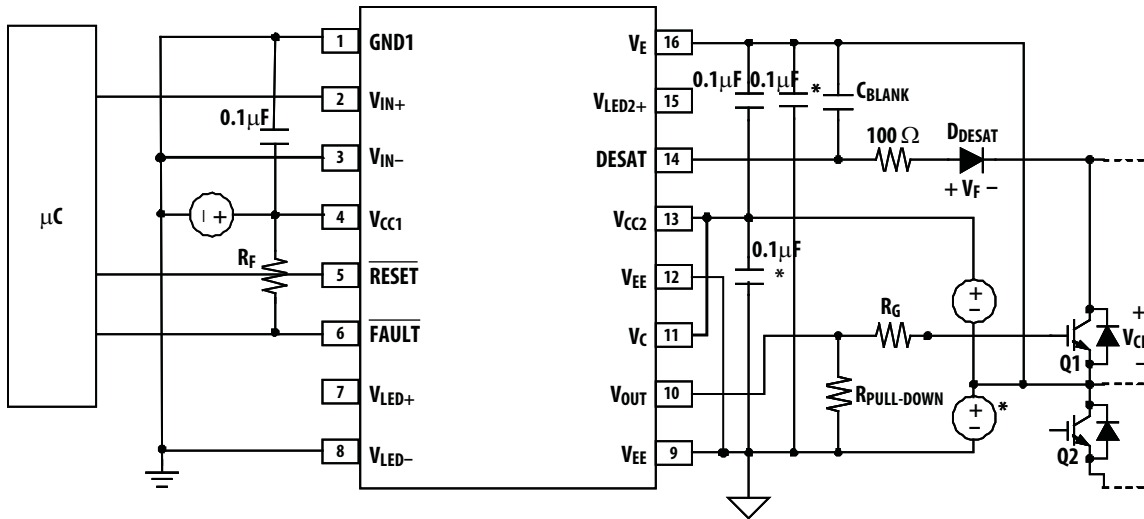 μC
1 GND1
2 VIN+
3 VIN–
4 VCC1
5 RESET
6 FAULT
7 VLED+
8 VLED–
0.1μF
– +
RF
VE 16
VLED2+ 15
DESAT 14
VCC2 13
VEE 12
VC 11
VOUT 10
VEE 9
0.1μF 0.1μF
*
CBLANK
100 Ω
DDESAT
+ VF –
0.1μF
*
RG
RPULL-DOWN
+
–
+
–
*
Q1
Q2
+
VCE
–